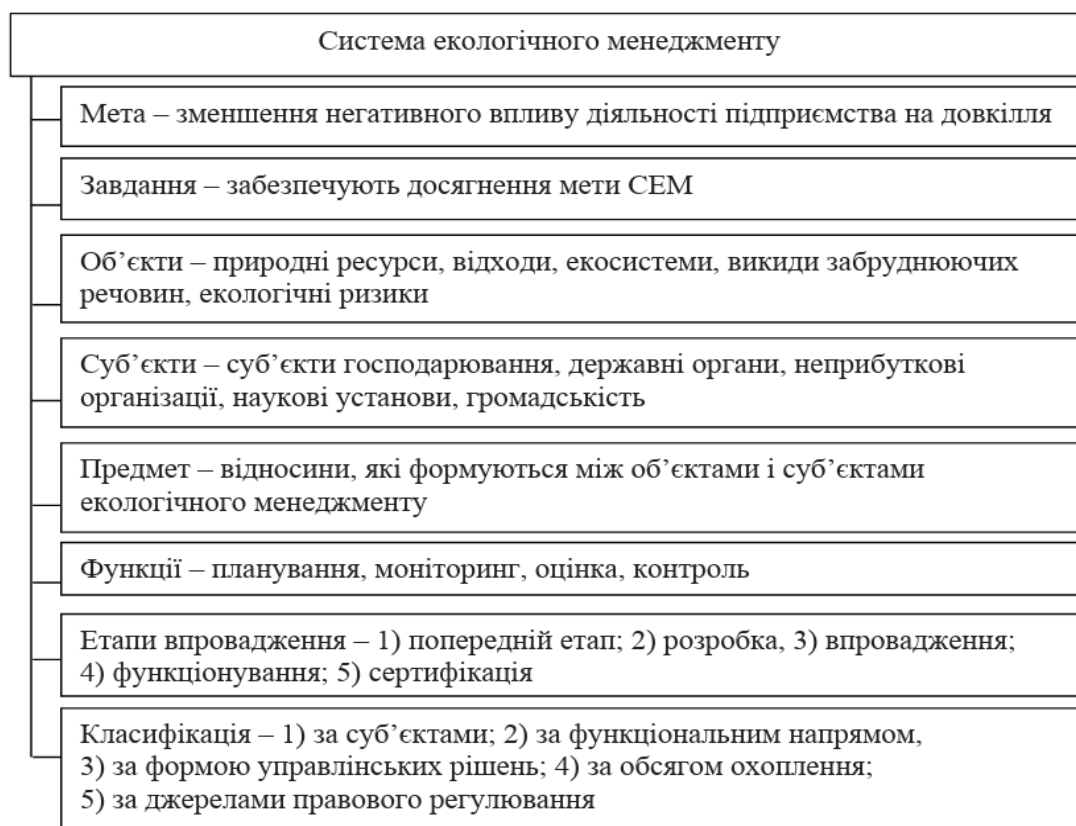 Система екологічного менеджменту
Мета – зменшення негативного впливу діяльності підприємства на довкілля
Завдання – забезпечують досягнення мети СЕМ
Об’єкти – природні ресурси, відходи, екосистеми, викиди забруднюючих
речовин, екологічні ризики
Суб’єкти – суб’єкти господарювання, державні органи, неприбуткові
організації, наукові установи, громадськість
Предмет – відносини, які формуються між об’єктами і суб’єктами
екологічного менеджменту
Функції – планування, моніторинг, оцінка, контроль
Етапи впровадження – 1) попередній етап; 2) розробка, 3) впровадження;
4) функціонування; 5) сертифікація
Класифікація – 1) за суб’єктами; 2) за функціональним напрямом,
3) за формою управлінських рішень; 4) за обсягом охоплення;
5) за джерелами правового регулювання